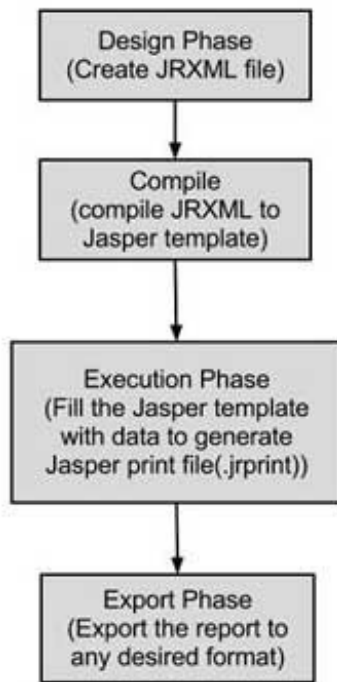 Design Phase
(Create JRXML file)
Compile
(compile JRXML to
Jasper template)
Execution Phase
(Fill the Jasper template
with data to generate
Jasper print file(.jrprint))
Export Phase
(Export the report to
any desired format)